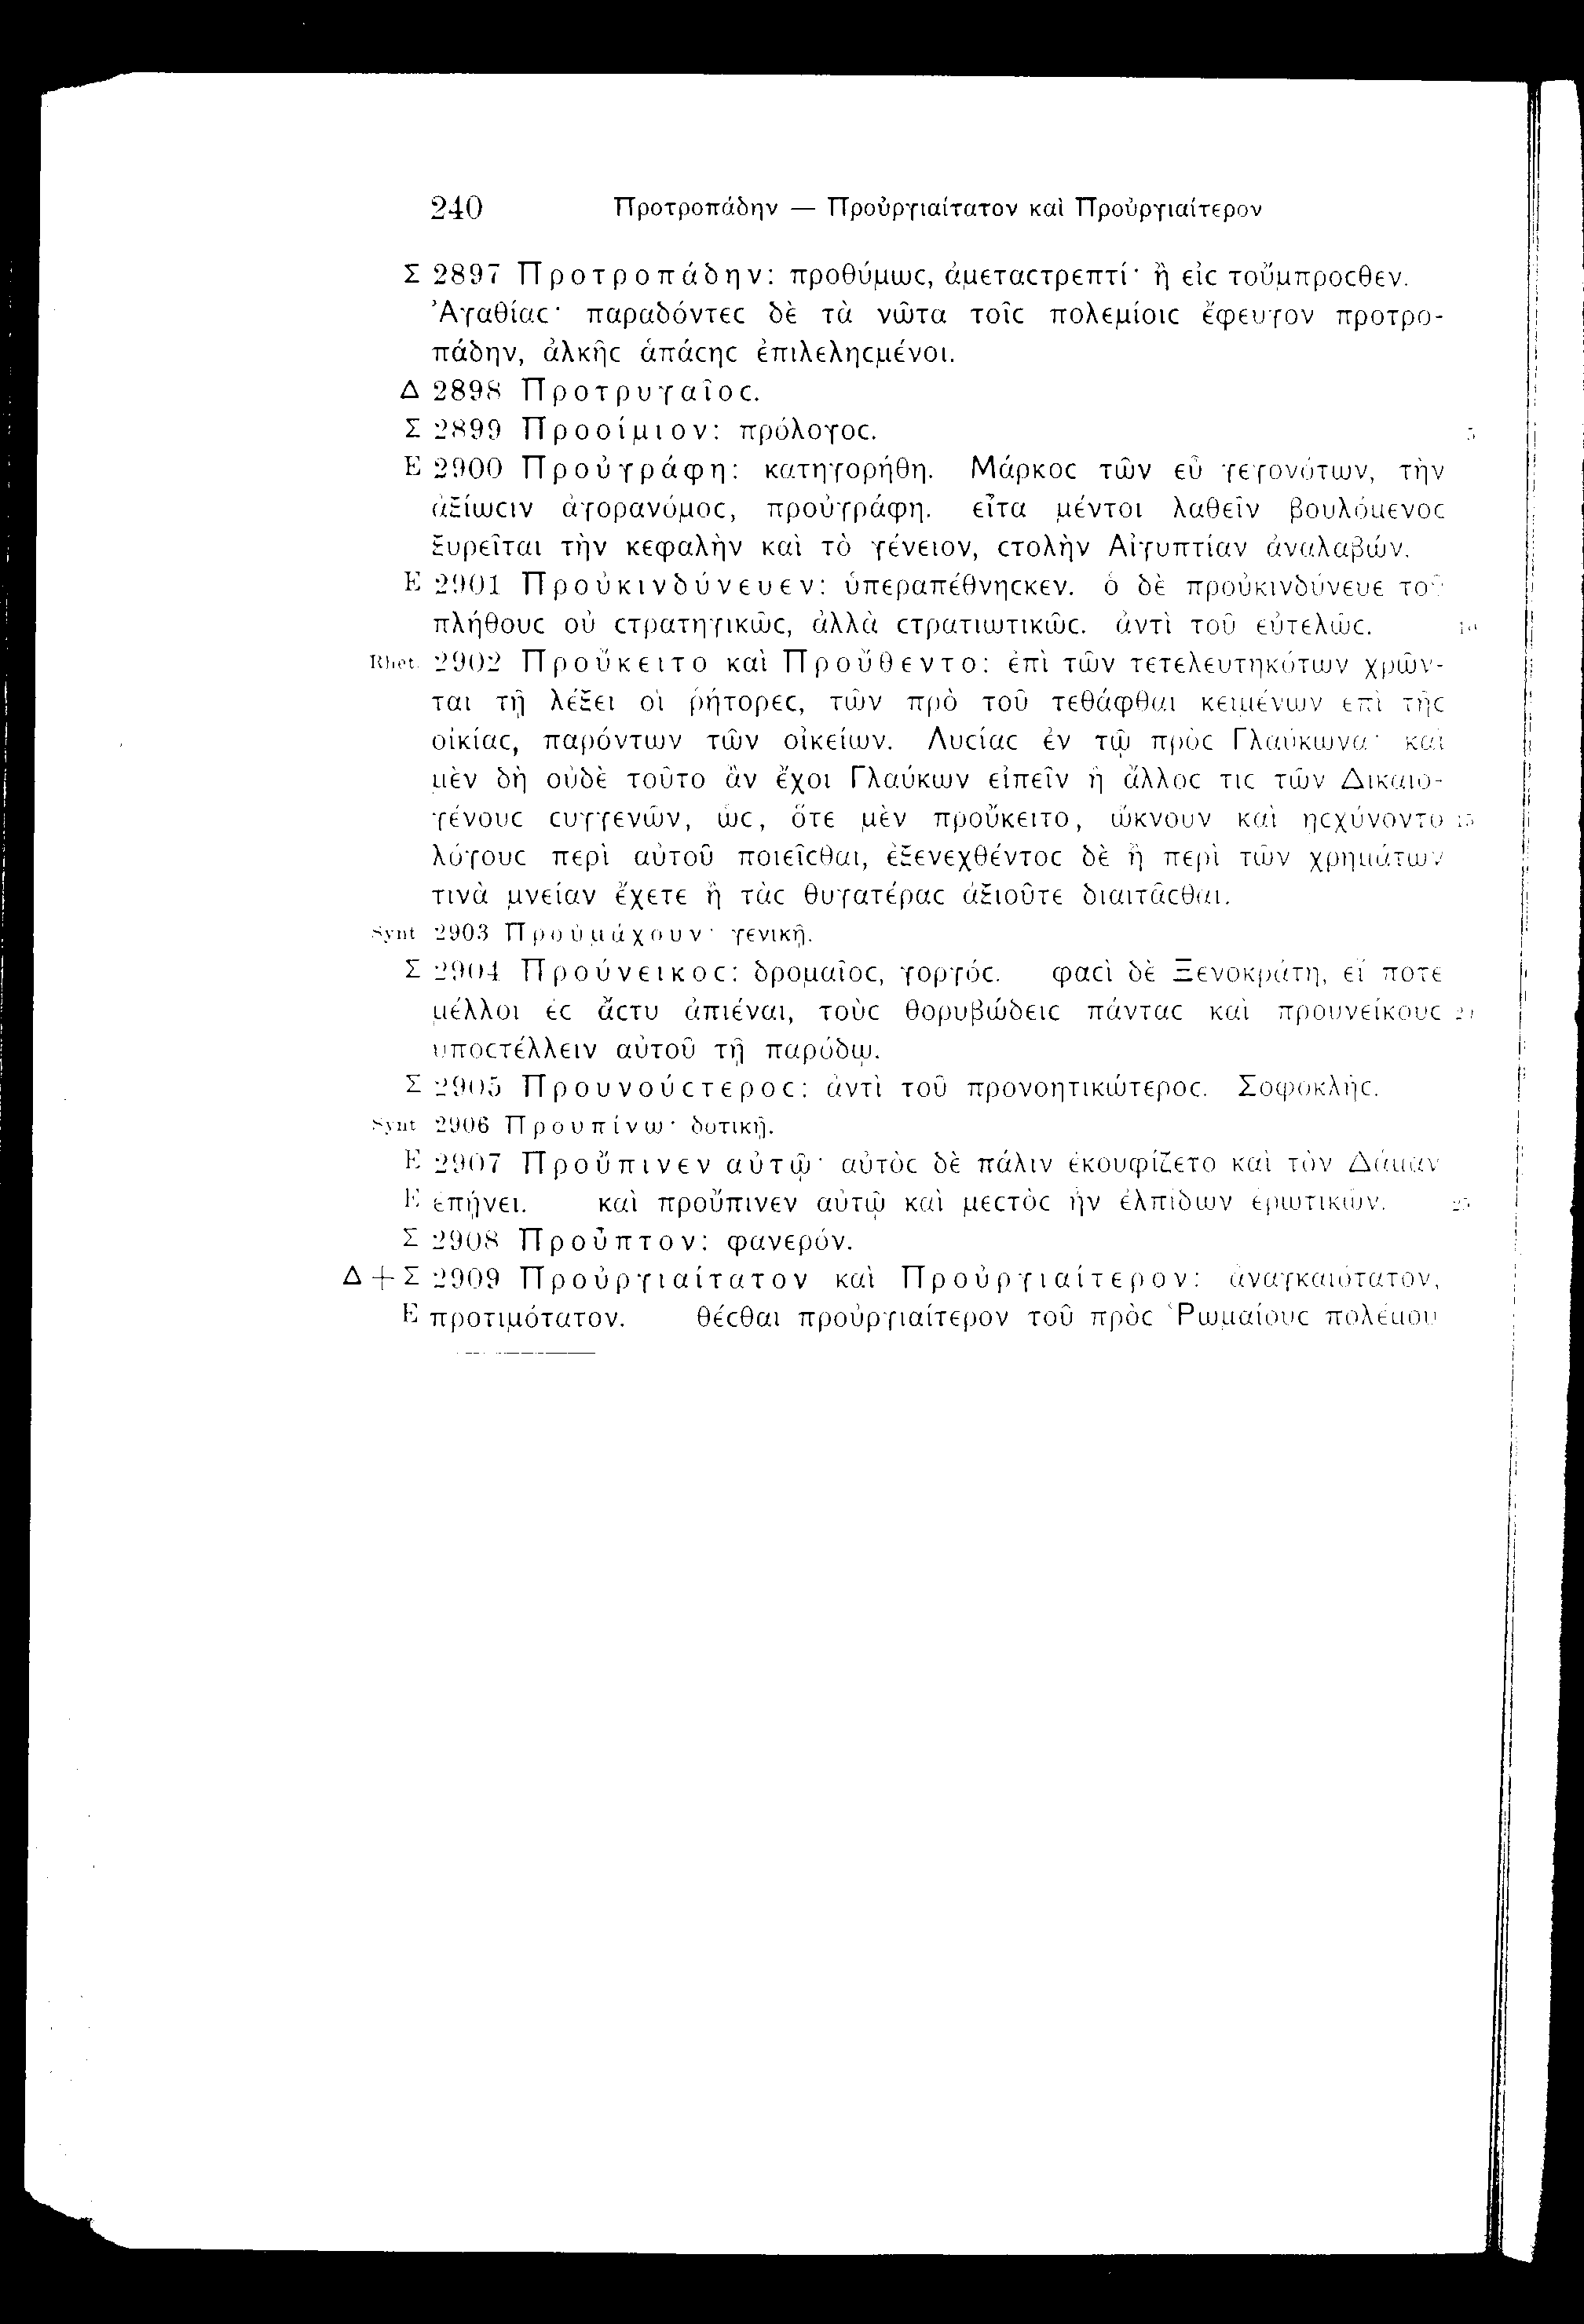 240 Προτροπάδην — Προὐργιαίτατον καὶ Προὐργιαίτερον
Σ 2897 Προτροπάδην: προθύμωϲ, ἀμεταϲτρεπτί· ἢ εἰϲ τοὔμπροϲθεν.
Ἀγαθίαϲ· παραδόντεϲ δὲ τὰ νῶτα τοῖϲ πολεμίοιϲ ἔφευγον προτρο-
πάδην, ἀλκῆϲ ἁπάϲηϲ ἐπιλεληϲμένοι.
Δ 2898 Προτρυγαῖοϲ.
Σ 2899 Προοίμιον: πρόλογοϲ. 5
E 2900 Προὐγράφη: κατηγορήθη. Μάρκοϲ τῶν εὖ γεγονότων, τὴν
ἀξίωϲιν ἀγορανόμοϲ, προὐγράφη. εἶτα μέντοι λαθεῖν βουλόμενοϲ
ξυρεῖται τὴν κεφαλὴν καὶ τὸ γένειον, ϲτολὴν Αἰγυπτίαν ἀναλαβών.
E 2901 Προὐκινδύνευεν: ὑπεραπέθνηϲκεν. ὁ δὲ προὐκινδύνευε τοῦ
πλήθουϲ οὐ ϲτρατηγικῶϲ, ἀλλὰ ϲτρατιωτικῶϲ. ἀντὶ τοῦ εὐτελῶϲ. 10
Rhet. 2902 Προὔκειτο καὶ Προὔθεντο: ἐπὶ τῶν τετελευτηκότων χρῶν-
ται τῇ λέξει οἱ ῥήτορεϲ, τῶν πρὸ τοῦ τεθάφθαι κειμένων ἐπὶ τῆϲ
οἰκίαϲ, παρόντων τῶν οἰκείων. Λυϲίαϲ ἐν τῷ πρὸϲ Γλαύκωνα· καὶ
μὲν δὴ οὐδὲ τοῦτο ἂν ἔχοι Γλαύκων εἰπεῖν ἢ ἄλλοϲ τιϲ τῶν Δικαιο-
γένουϲ ϲυγγενῶν, ὡϲ, ὅτε μὲν προὔκειτο, ὤκνουν καὶ ᾐϲχύνοντο 15
λόγουϲ περὶ αὐτοῦ ποιεῖϲθαι, ἐξενεχθέντοϲ δὲ ἢ περὶ τῶν χρημάτων
τινὰ μνείαν ἔχετε ἢ τὰϲ θυγατέραϲ ἀξιοῦτε διαιτᾶϲθαι.
Synt 2903 Προὐμάχουν· γενικῇ.
Σ 2904 Προύνεικοϲ: δρομαῖοϲ, γοργόϲ. φαϲὶ δὲ Ξενοκράτη, εἴ ποτε
μέλλοι ἐϲ ἄϲτυ ἀπιέναι, τοὺϲ θορυβώδειϲ πάνταϲ καὶ προυνείκουϲ 20
ὑποϲτέλλειν αὐτοῦ τῇ παρόδῳ.
Σ 2905 Προυνούϲτεροϲ: ἀντὶ τοῦ προνοητικώτεροϲ. Σοφοκλῆϲ.
Synt 2906 Προυπίνω· δοτικῇ.
E 2907 Προὔπινεν αὐτῷ· αὐτὸϲ δὲ πάλιν ἐκουφίζετο καὶ τὸν Δάμαν
E ἐπῄνει. καὶ προὔπινεν αὐτῷ καὶ μεϲτὸϲ ἦν ἐλπίδων ἐρωτικῶν. 25
Σ 2908 Προὖπτον: φανερόν.
Δ+Σ 2909 Προὐργιαίτατον καὶ Προὐργιαίτερον: ἀναγκαιότατον,
E προτιμότατον. θέϲθαι προὐργιαίτερον τοῦ πρὸϲ Ῥωμαίουϲ πολέμου